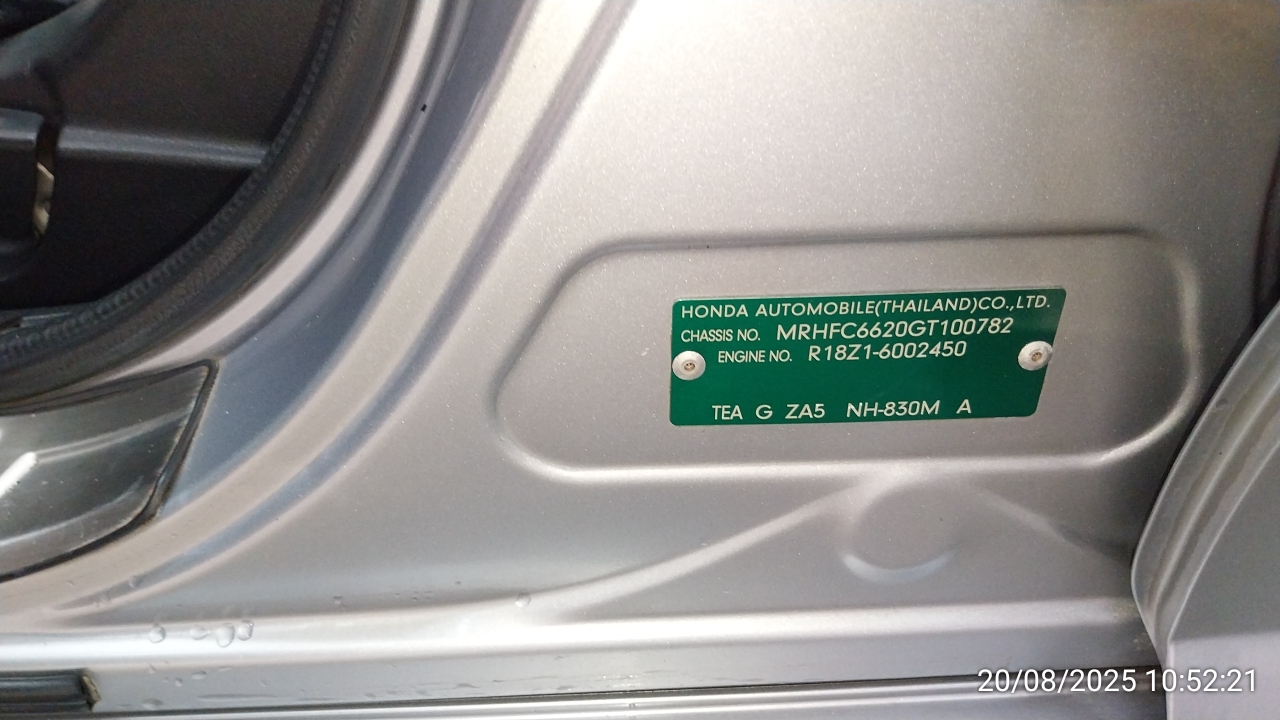 HONDA AUTOMOBILE(THAILAND)CO.,LTD.
CHASSIS NO. MRHFC6620GT100782
ENGINE NO. R18Z1-6002450
TEA G ZA5 NH-830M A
20/08/2025 10:52:21